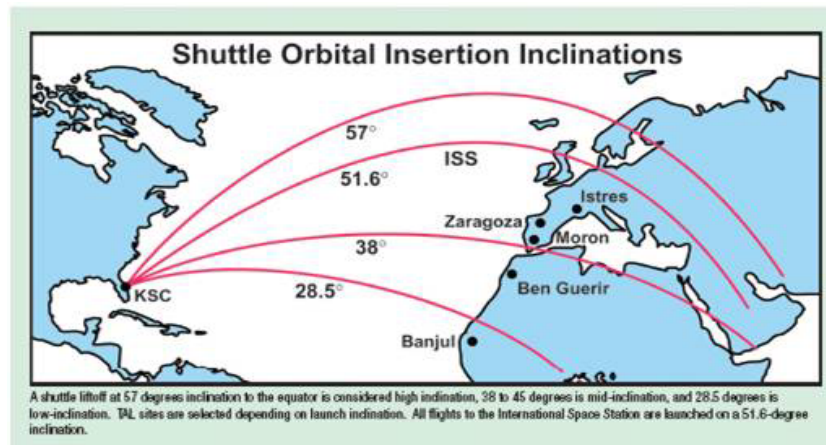 Shuttle Orbital Insertion Inclinations
57°
51.6°
ISS
Istres
Zaragoza
38°
Moron
KSC
28.5°
Ben Guerir
Banjul
A shuttle liftoff at 57 degrees inclination to the equator is considered high inclination, 38 to 45 degrees is mid-inclination, and 28.5 degrees is
low-inclination. TAL sites are selected depending on launch inclination. All flights to the International Space Station are launched on a 51.6-degree
inclination.